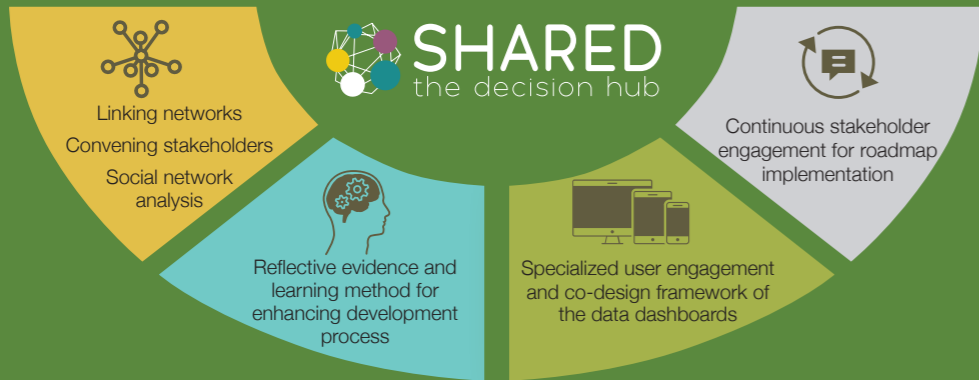 SHARED
the decision hub
Linking networks
Convening stakeholders
Social network
analysis
Reflective evidence and
learning method for
enhancing development
process
Specialized user engagement
and co-design framework of
the data dashboards
Continuous stakeholder
engagement for roadmap
implementation